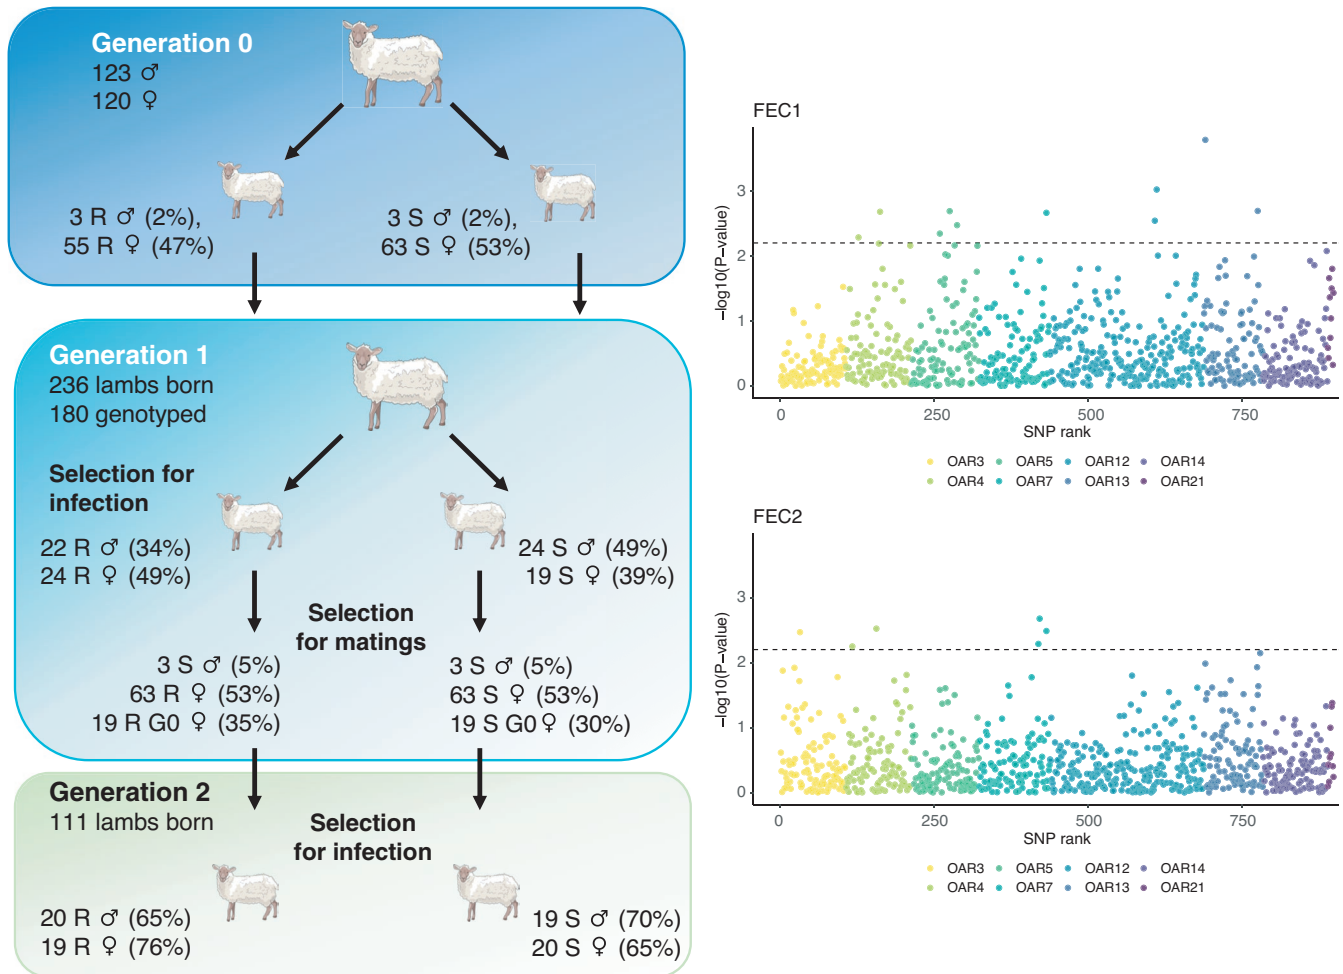 Generation 0
123 ♂
120 ♀
3 R ♂ (2%),
55 R ♀ (47%)
3 S ♂ (2%),
63 S ♀ (53%)
Generation 1
236 lambs born
180 genotyped
Selection for
infection
22 R ♂ (34%)
24 R ♀ (49%)
24 S ♂ (49%)
19 S ♀ (39%)
Selection
for matings
3 S ♂ (5%)
63 R ♀ (53%)
19 R G0 ♀ (35%)
3 S ♂ (5%)
63 S ♀ (53%)
19 S G0 ♀ (30%)
Generation 2
111 lambs born
Selection
for infection
20 R ♂ (65%)
19 R ♀ (76%)
19 S ♂ (70%)
20 S ♀ (65%)
FEC1
−log10(P−value)
3
2
1
0
0 250 500 750
SNP rank
OAR3 OAR5 OAR12 OAR14
OAR4 OAR7 OAR13 OAR21
FEC2
−log10(P−value)
3
2
1
0
0 250 500 750
SNP rank
OAR3 OAR5 OAR12 OAR14
OAR4 OAR7 OAR13 OAR21